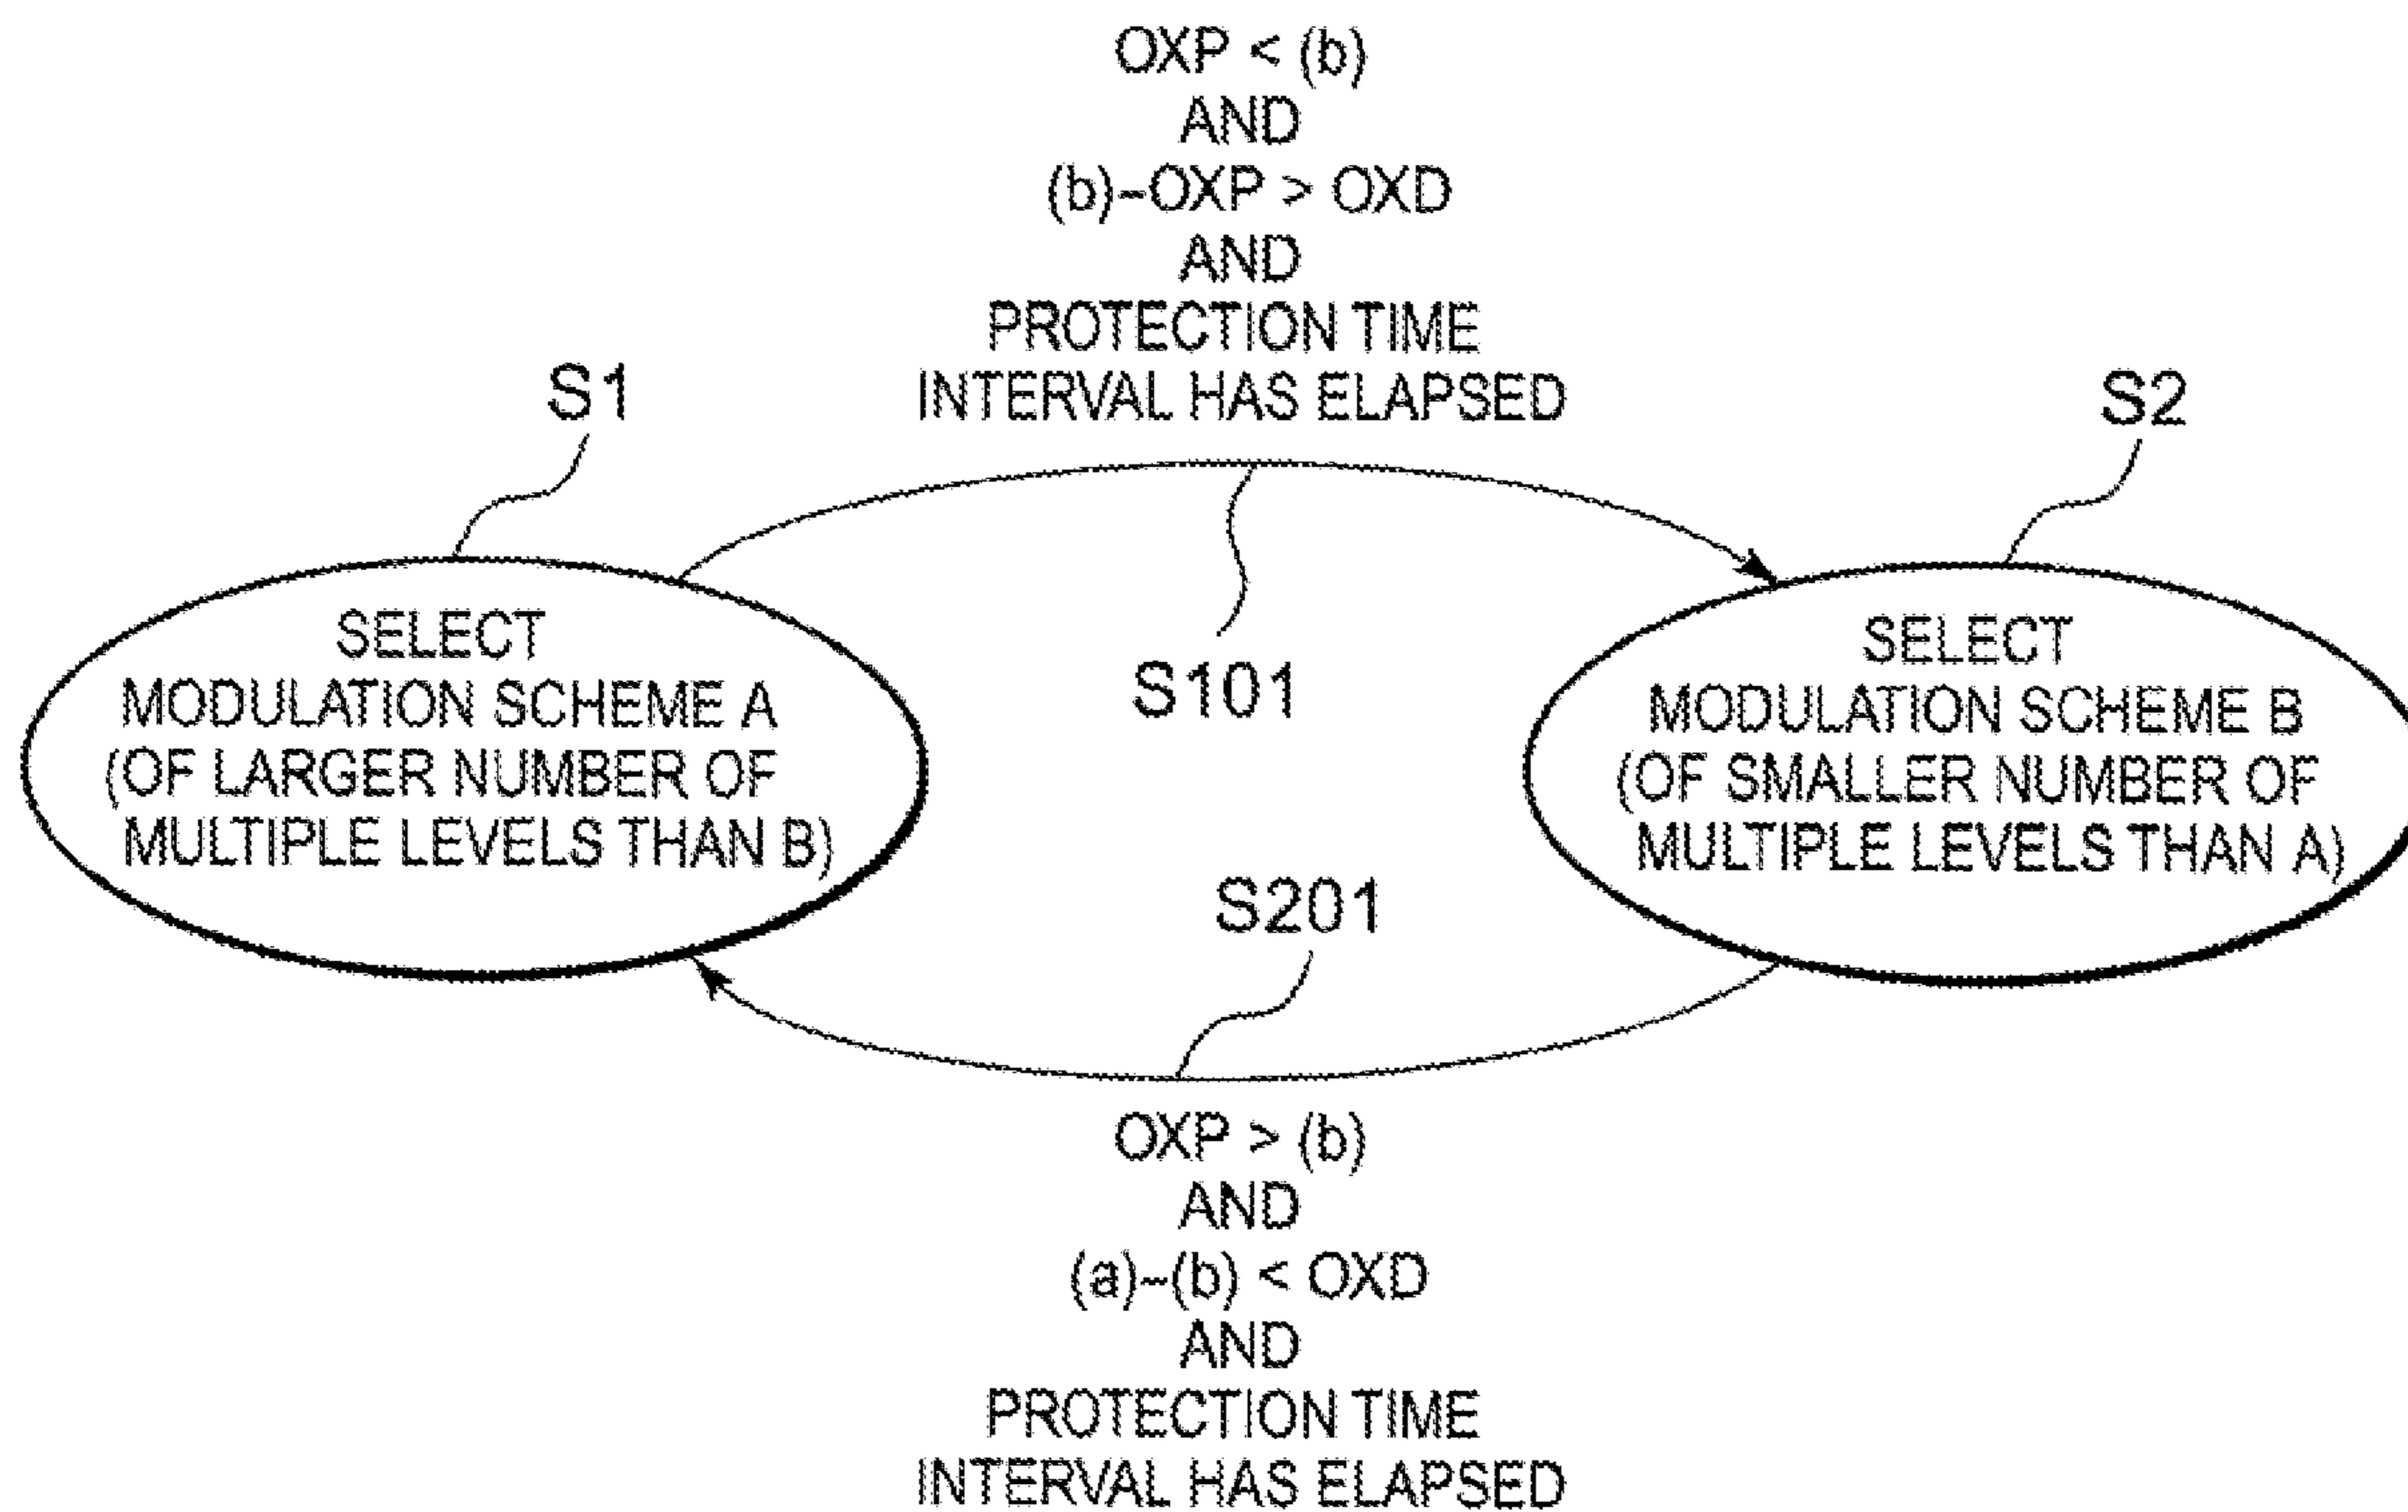 OXP < (b)
AND
(b)-OXP > OXD
AND
PROTECTION TIME
INTERVAL HAS ELAPSED
S1
S2
SELECT
MODULATION SCHEME A
(OF LARGER NUMBER OF
MULTIPLE LEVELS THAN B)
S101
SELECT
MODULATION SCHEME B
(OF SMALLER NUMBER OF
MULTIPLE LEVELS THAN A)
S201
OXP > (b)
AND
(a)-(b) < OXD
AND
PROTECTION TIME
INTERVAL HAS ELAPSED